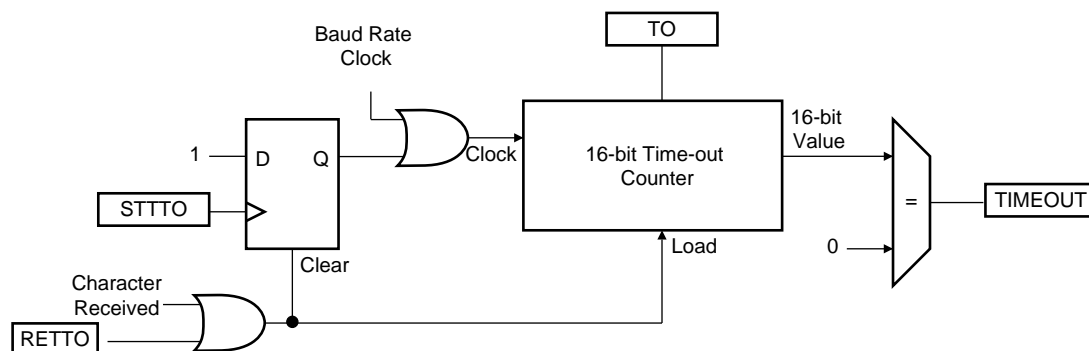 TO
Baud Rate
Clock
16-bit
Value
1
D
Q
Clock
16-bit Time-out
Counter
STTTO
=
TIMEOUT
0
Load
Clear
Character
Received
RETTO